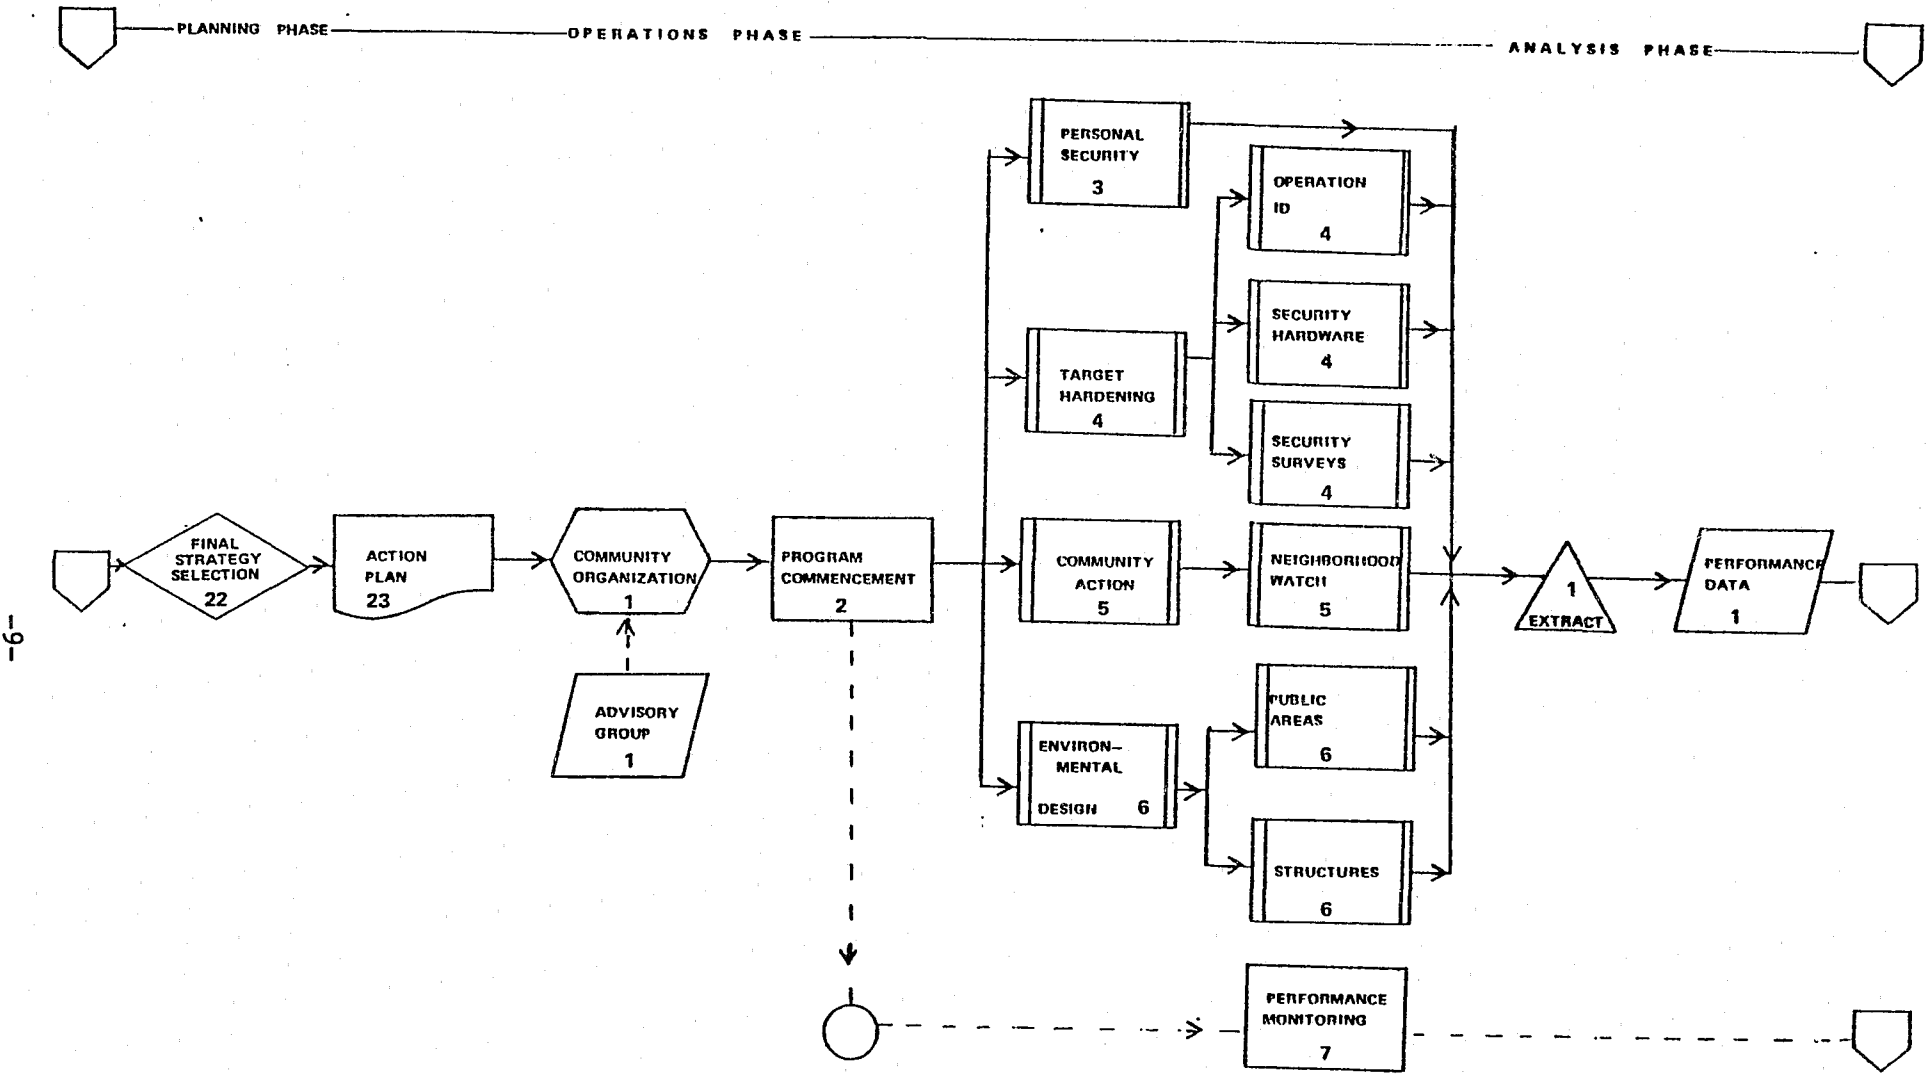 PLANNING PHASE
OPERATIONS PHASE
ANALYSIS PHASE
PERSONAL
SECURITY
3
OPERATION
ID
4
SECURITY
HARDWARE
4
TARGET
HARDENING
4
SECURITY
SURVEYS
4
FINAL
STRATEGY
SELECTION
22
ACTION
PLAN
23
COMMUNITY
ORGANIZATION
1
PROGRAM
COMMENCEMENT
2
COMMUNITY
ACTION
5
NEIGHBORHOOD
WATCH
5
1
EXTRACT
PERFORMANCE
DATA
1
ADVISORY
GROUP
1
ENVIRON-
MENTAL
DESIGN 6
PUBLIC
AREAS
6
STRUCTURES
6
PERFORMANCE
MONITORING
7
-6-